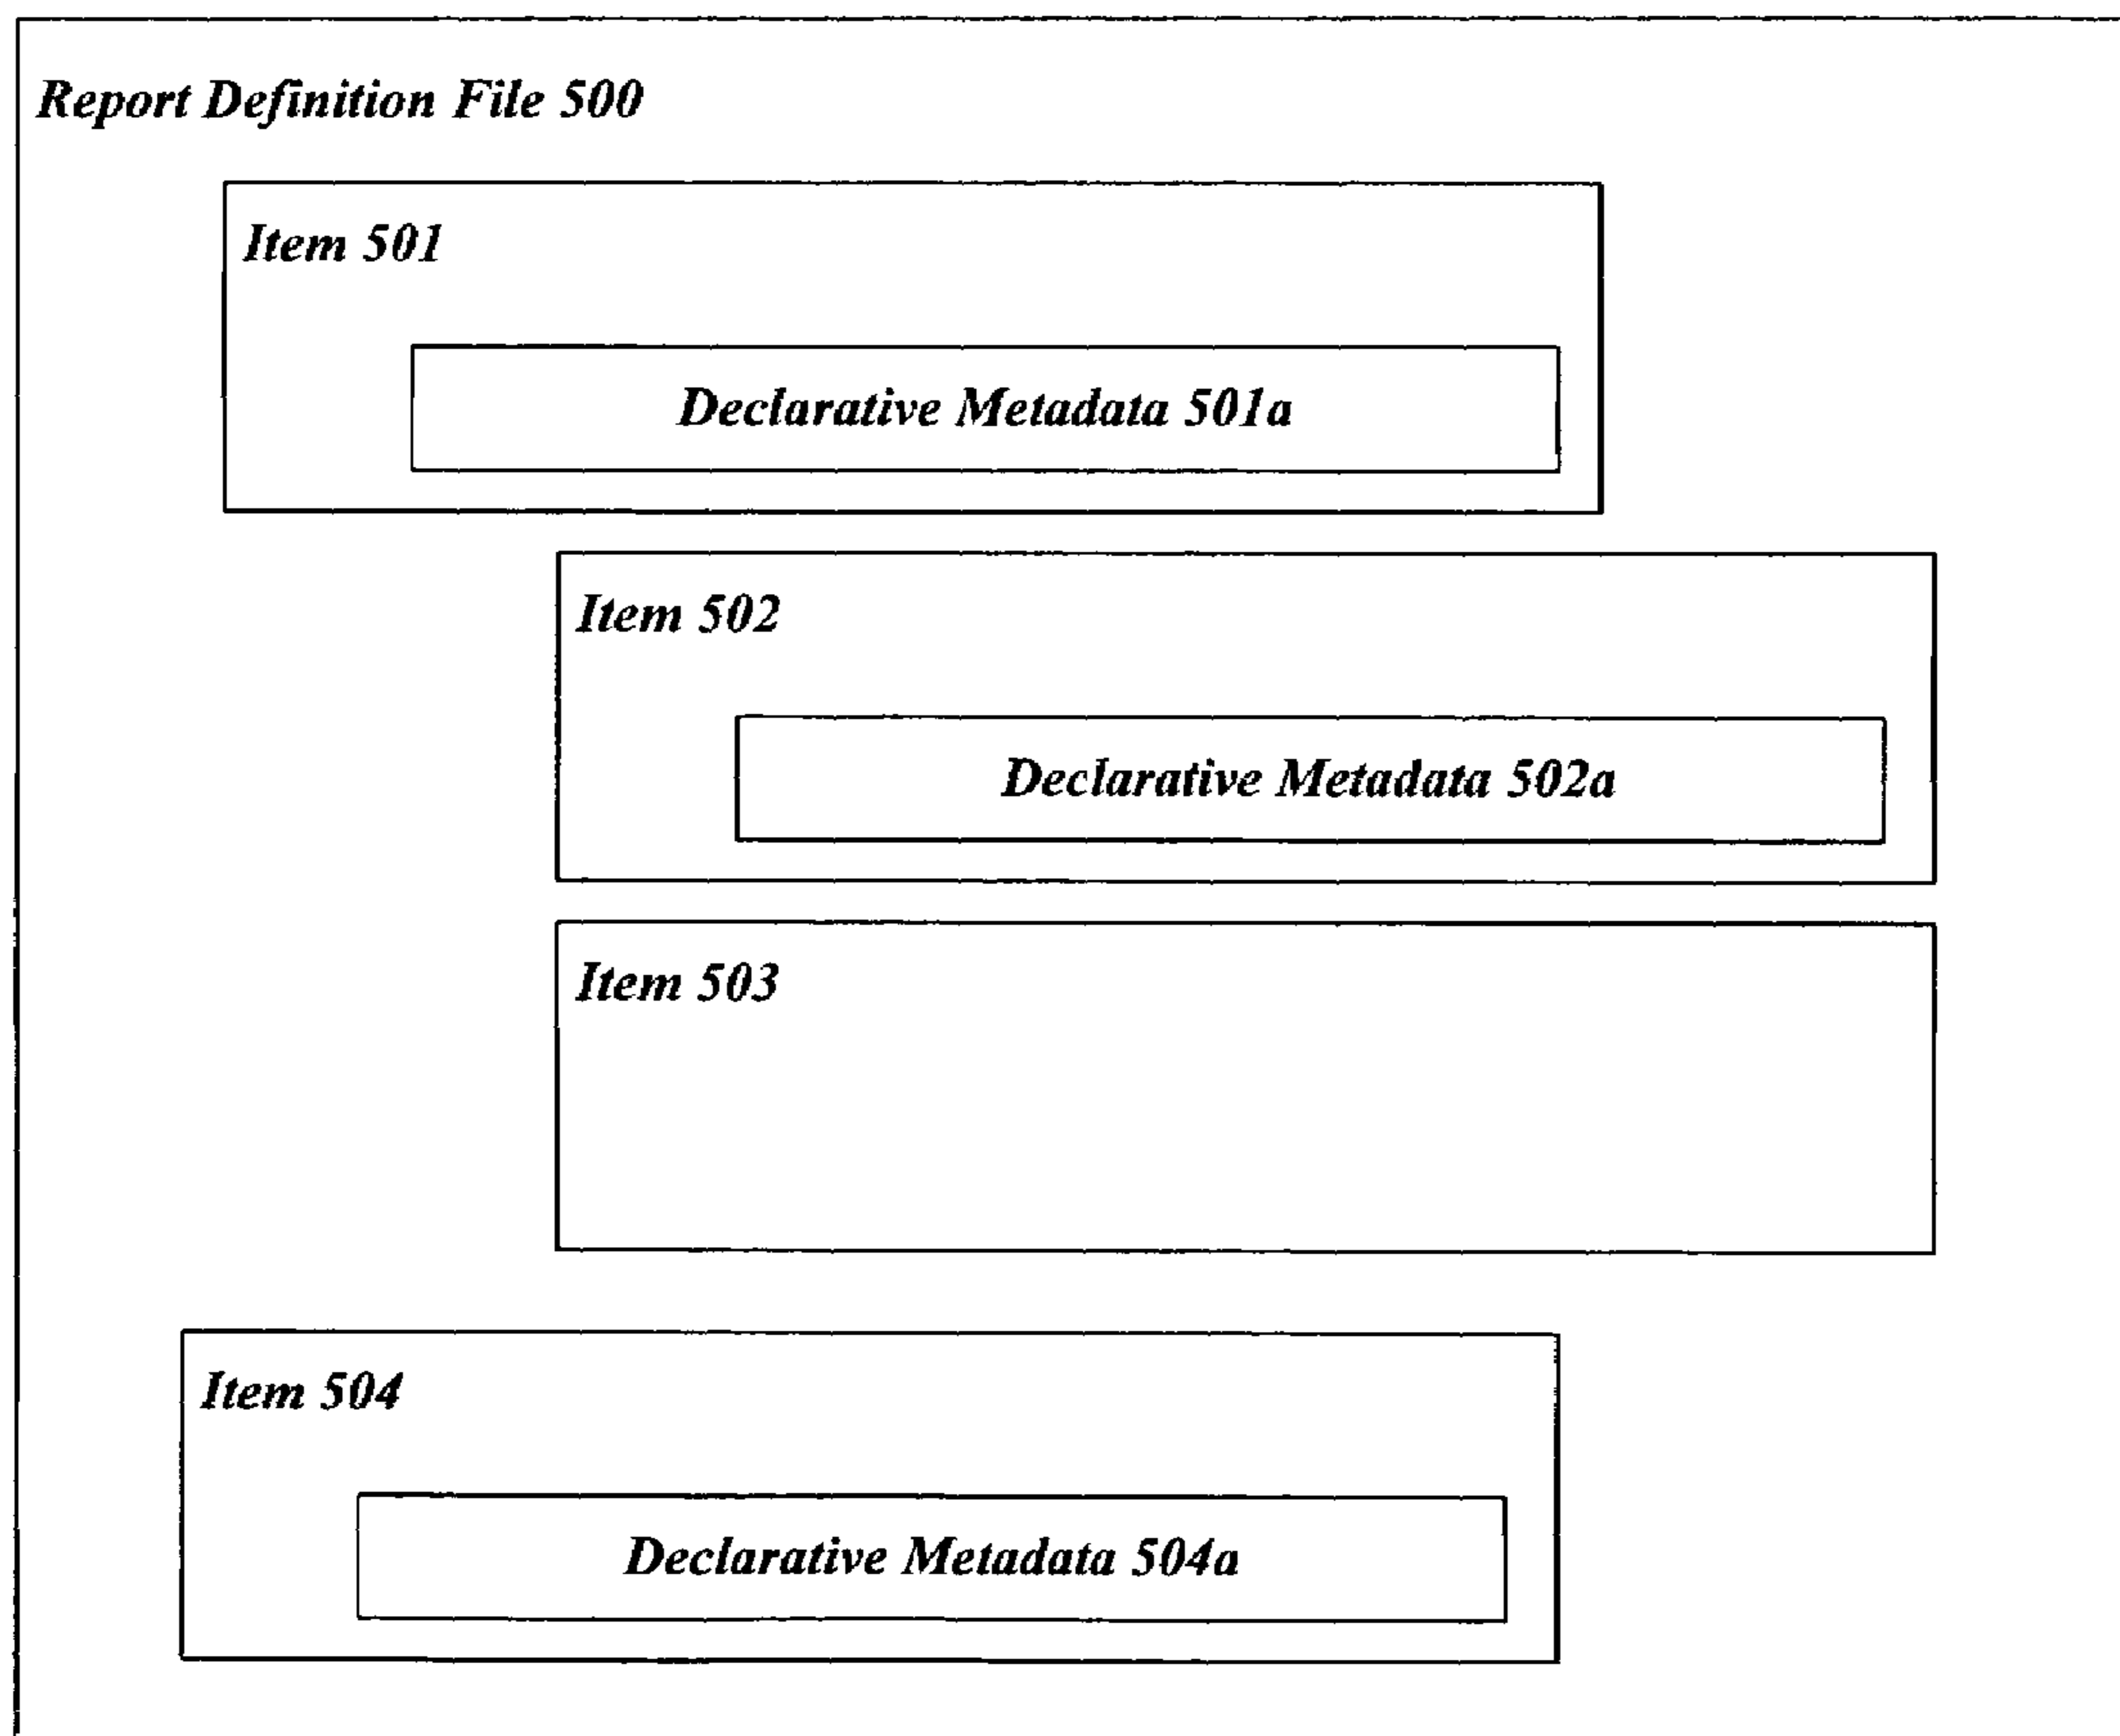 Report Definition File 500
Item 501
Declarative Metadata 501a
Item 502
Declarative Metadata 502a
Item 503
Item 504
Declarative Metadata 504a